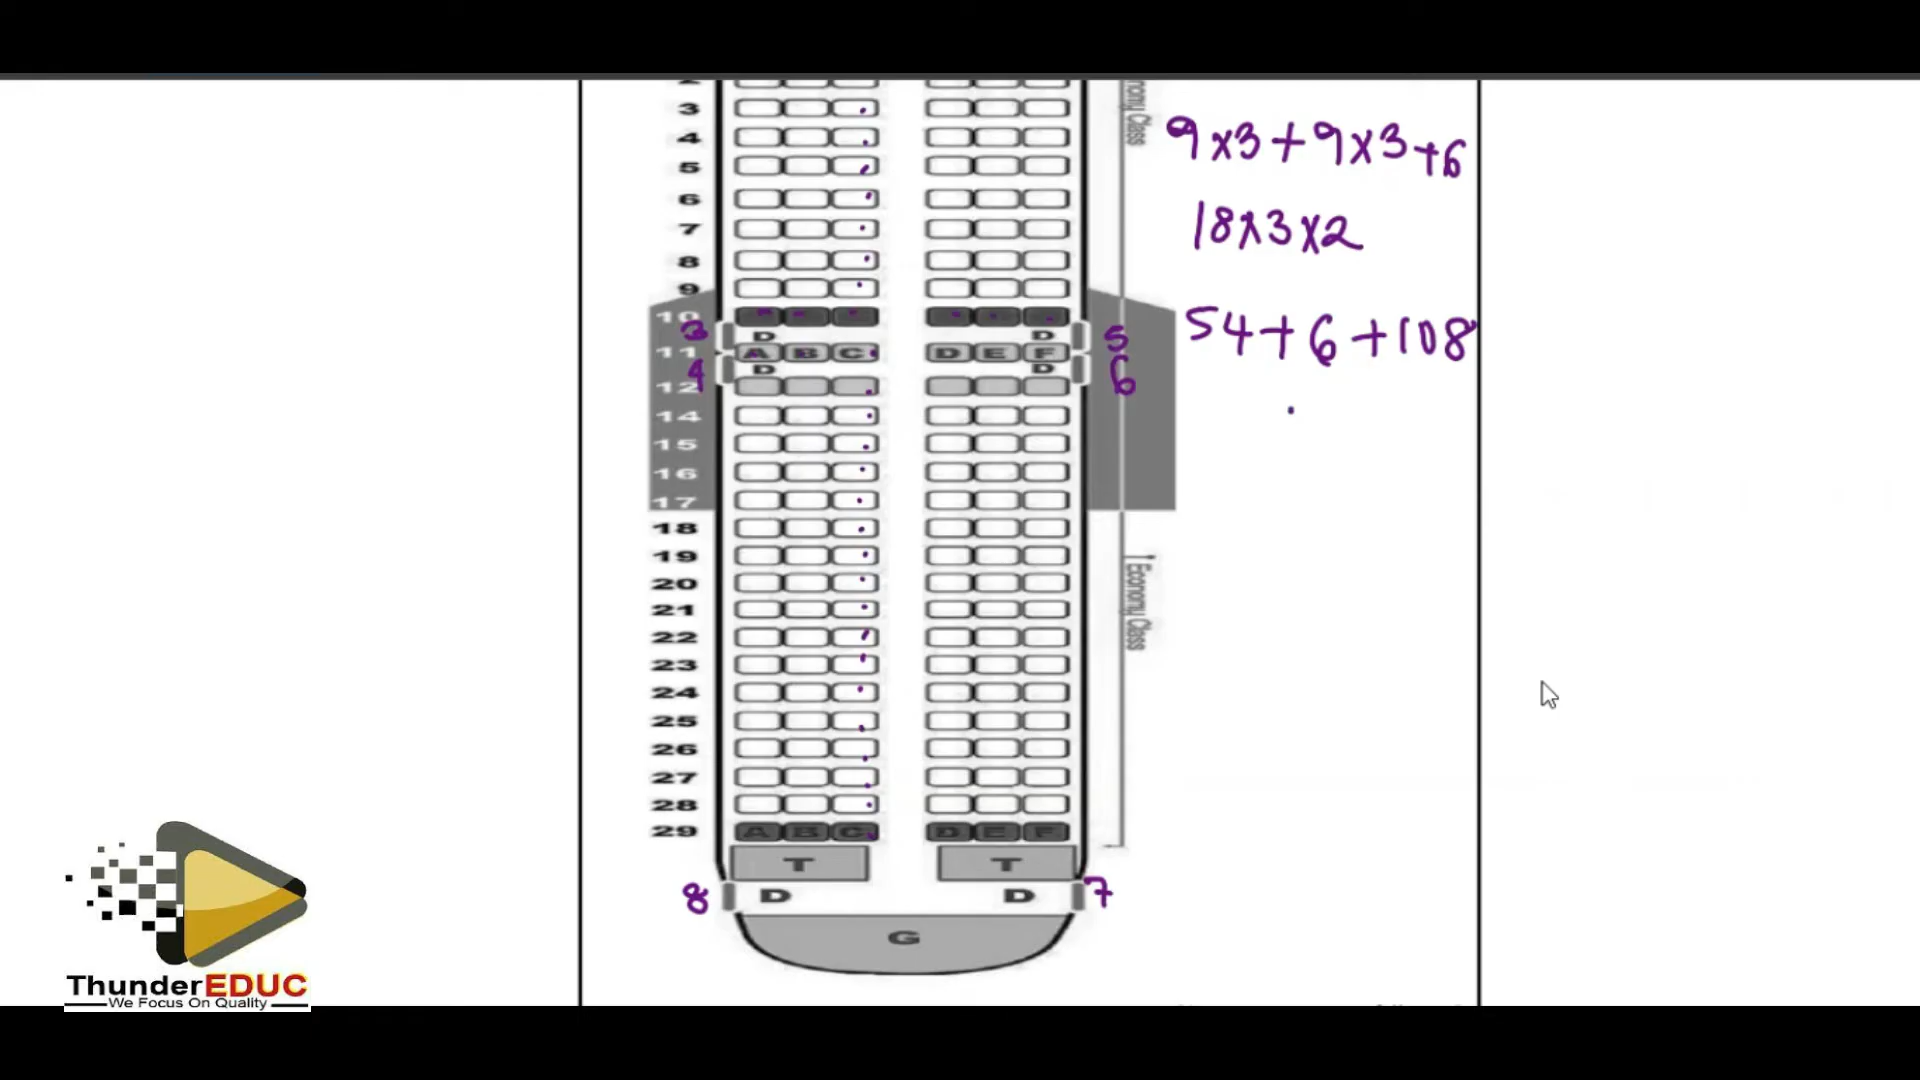 nomy Class
3
4
5
6
7
8
9
10
3
D D
5
11 A B C D E F
4
D D
6
12
14
15
16
17
18
19
20
21
22
23
24
25
26
27
28
29 A B C D E F
Economy Class
T T
8 D D 7
G
9x3+9x3+6
18x3x2
54+6+108
ThunderEDUC
We Focus On Quality